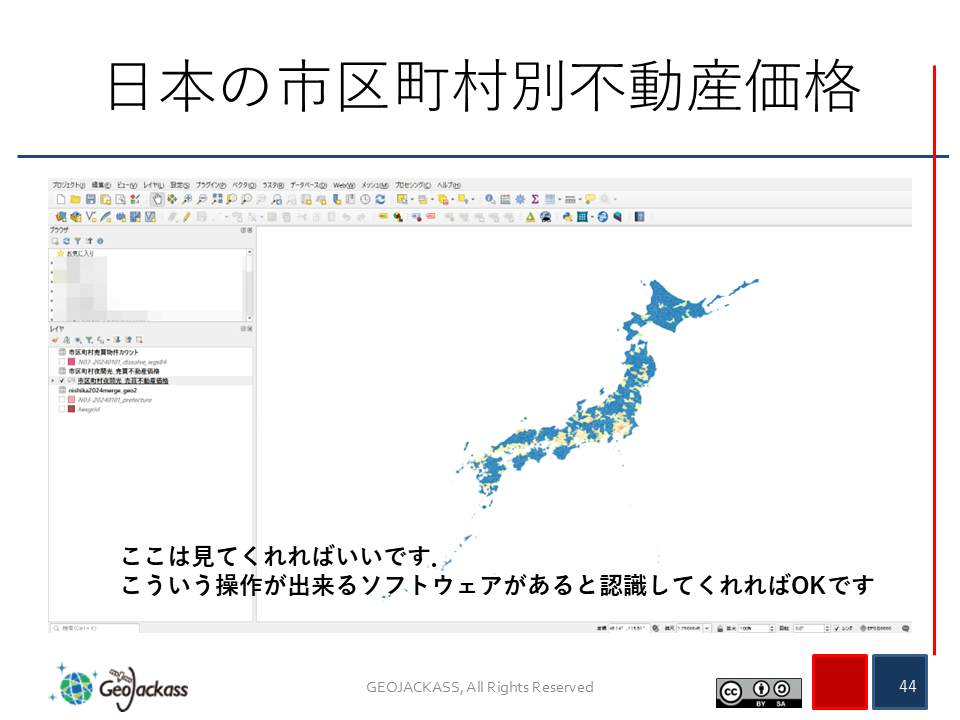 日本の市区町村別不動産価格
プロジェクト(J) 編集(E) ビュー(V) レイヤ(L) 設定(S) プラグイン(P) ベクタ(O) ラスタ(R) データベース(D) Web(W) メッシュ(M) プロセシング(C) ヘルプ(H)
ブラウザ
お気に入り
レイヤ
市区町村売買物件カウント
N03-20240101_dissolve_wgs84
市区町村夜間光_売買不動産価格
市区町村夜間光_売買不動産価格
nishika2024merge_geo2
N03-20240101_prefecture
hexgrid
ここは見てくれればいいです．
こういう操作が出来るソフトウェアがあると認識してくれればOKです
検索(Ctrl + K)
座標 縮尺 拡大 100% 回転 0.0° レンダ
GeoJackass
GEOJACKASS, All Rights Reserved
cc BY SA
44